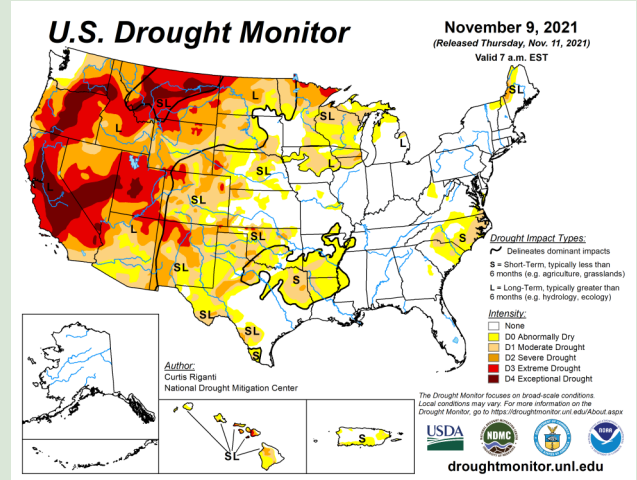 U.S. Drought Monitor
November 9, 2021
(Released Thursday, Nov. 11, 2021)
Valid 7 a.m. EST
SL
SL
L
SL
L
L
L
SL
L
SL
SL
L
SL
S
SL
S
SL
SL
S
Drought Impact Types:
Delineates dominant impacts
S = Short-Term, typically less than
6 months (e.g. agriculture, grasslands)
L = Long-Term, typically greater than
6 months (e.g. hydrology, ecology)
Intensity:
None
D0 Abnormally Dry
D1 Moderate Drought
D2 Severe Drought
D3 Extreme Drought
D4 Exceptional Drought
Author:
Curtis Riganti
National Drought Mitigation Center
The Drought Monitor focuses on broad-scale conditions.
Local conditions may vary. For more information on the
Drought Monitor, go to https://droughtmonitor.unl.edu/About.aspx
SL
S
USDA
NDMC
NOAA
droughtmonitor.unl.edu